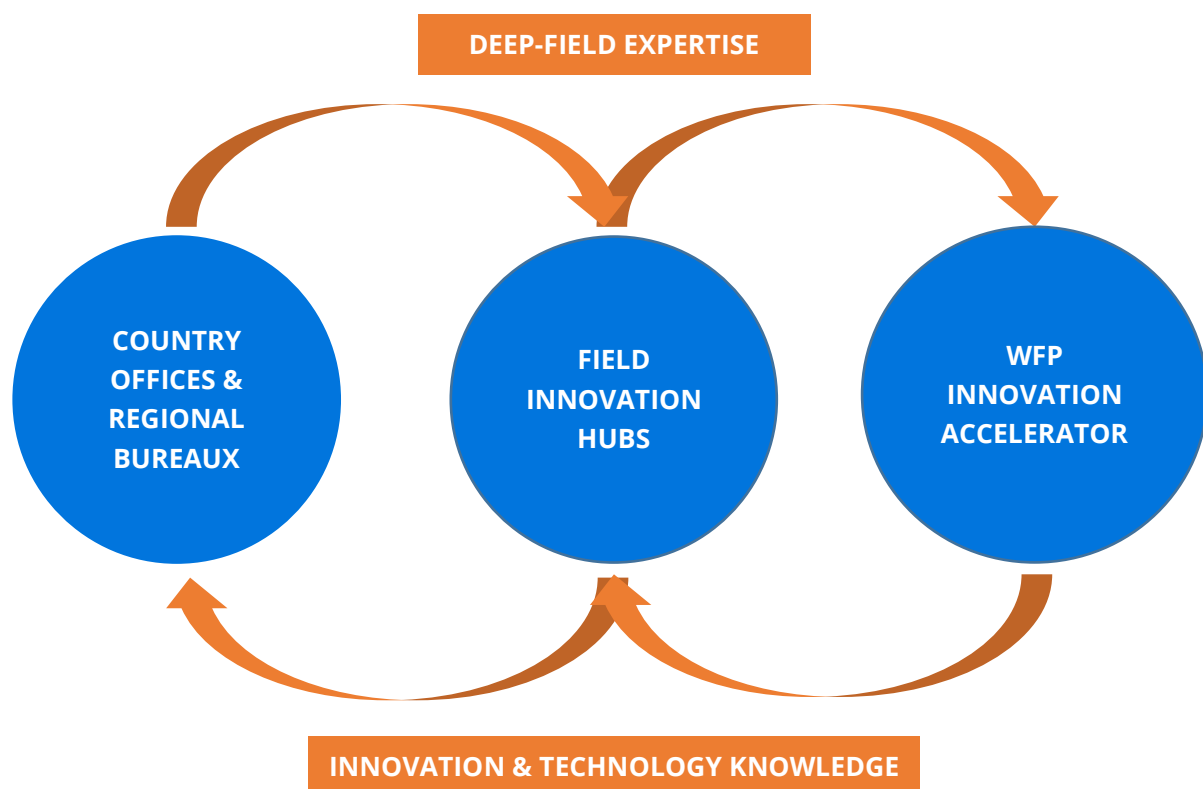 DEEP-FIELD EXPERTISE
COUNTRY
OFFICES &
REGIONAL
BUREAUX
FIELD
INNOVATION
HUBS
WFP
INNOVATION
ACCELERATOR
INNOVATION & TECHNOLOGY KNOWLEDGE